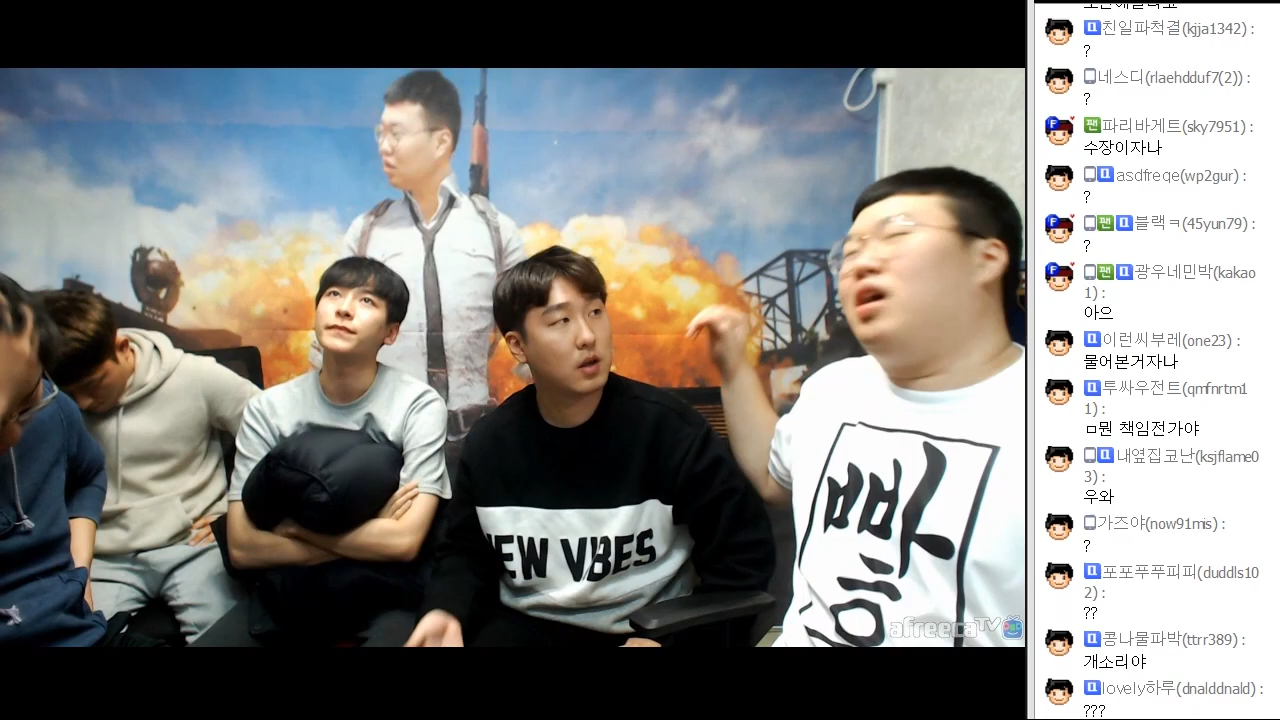 NEW VIBES
빵
afreecaTV
친일파척결(kjja1342) :
?
네스디(rlaehdduf7(2)) :
?
팬파리바게트(sky7951) :
수장이자나
asdfreqe(wp2gur) :
?
팬블랙ㅋ(45yun79) :
?
팬광우네민박(kakao
1) :
아으
이런씨부레(one23) :
물어본거자나
투싸우전트(qmfnrtm1
1) :
ㅁ뭔 책임전가야
내옆집코난(ksjflame0
3) :
우와
가즈아(now91mis) :
?
포포푸푸피피(duddls10
2) :
??
콩나물파박(ttrr389) :
개소리야
lovely하루(dnalddnald) :
???